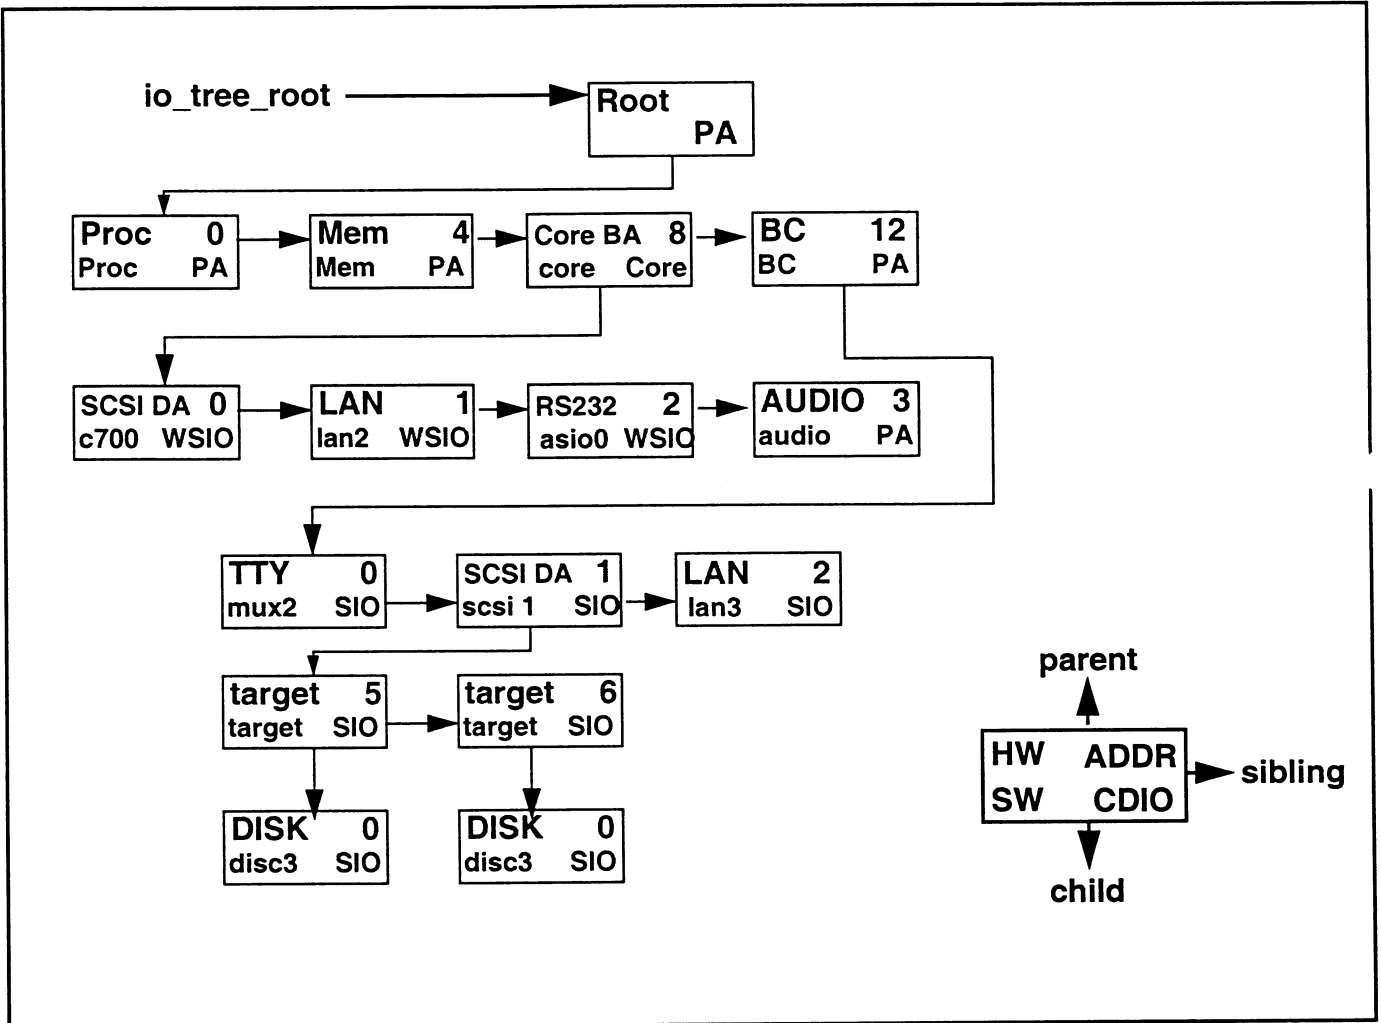 io_tree_root
Root
PA
Proc 0
Proc PA
Mem 4
Mem PA
Core BA 8
core Core
BC 12
BC PA
SCSI DA 0
c700 WSIO
LAN 1
lan2 WSIO
RS232 2
asio0 WSIO
AUDIO 3
audio PA
TTY 0
mux2 SIO
SCSI DA 1
scsi 1 SIO
LAN 2
lan3 SIO
target 5
target SIO
target 6
target SIO
DISK 0
disc3 SIO
DISK 0
disc3 SIO
parent
HW ADDR
SW CDIO
sibling
child